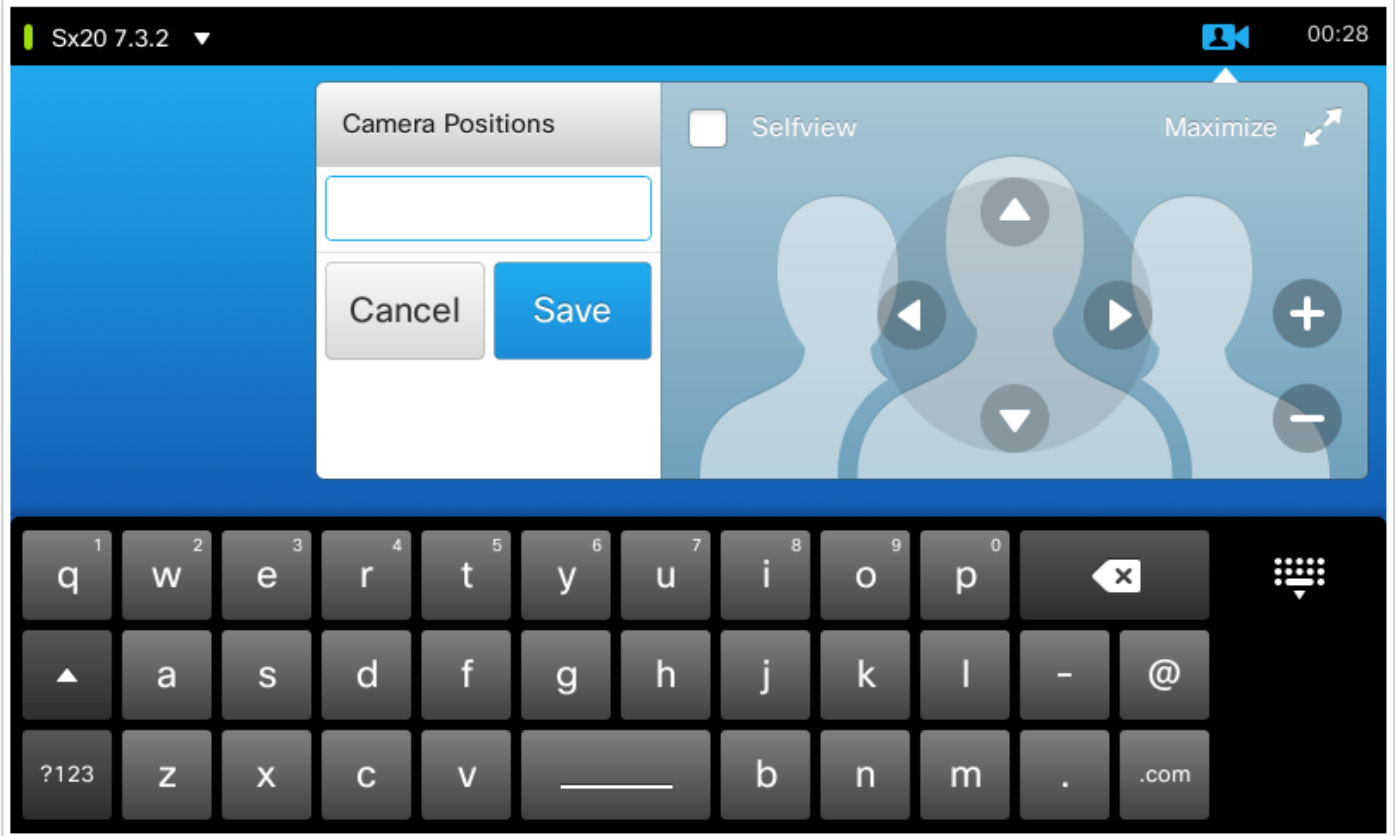 Sx20 7.3.2 00:28
Camera Positions
Selfview Maximize
Cancel Save
1 2 3 4 5 6 7 8 9 0
q w e r t y u i o p
a s d f g h j k l - @
?123 z x c v b n m . .com